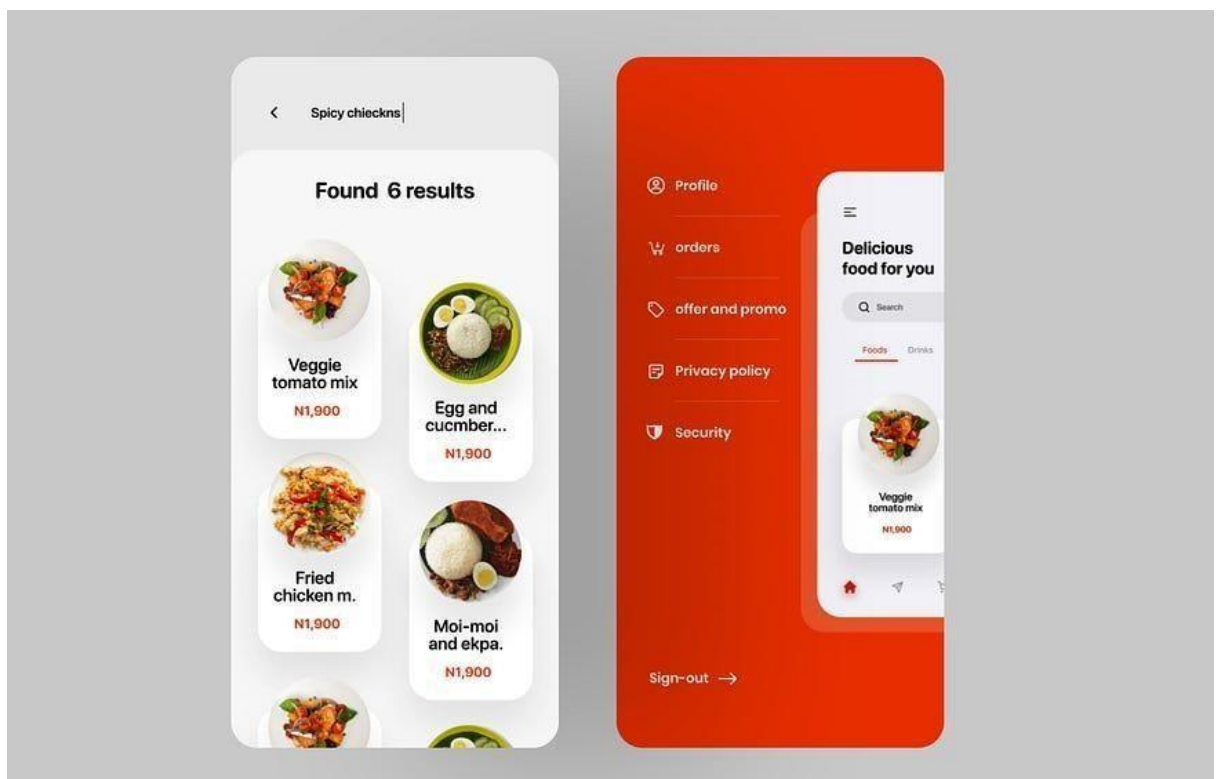 Spicy chieckns
Found 6 results
Veggie
tomato mix
N1,900
Egg and
cucmber...
N1,900
Fried
chicken m.
N1,900
Moi-moi
and ekpa.
N1,900
Profile
orders
offer and promo
Privacy policy
Security
Sign-out
Delicious
food for you
Search
Foods Drinks
Veggie
tomato mix
N1,900